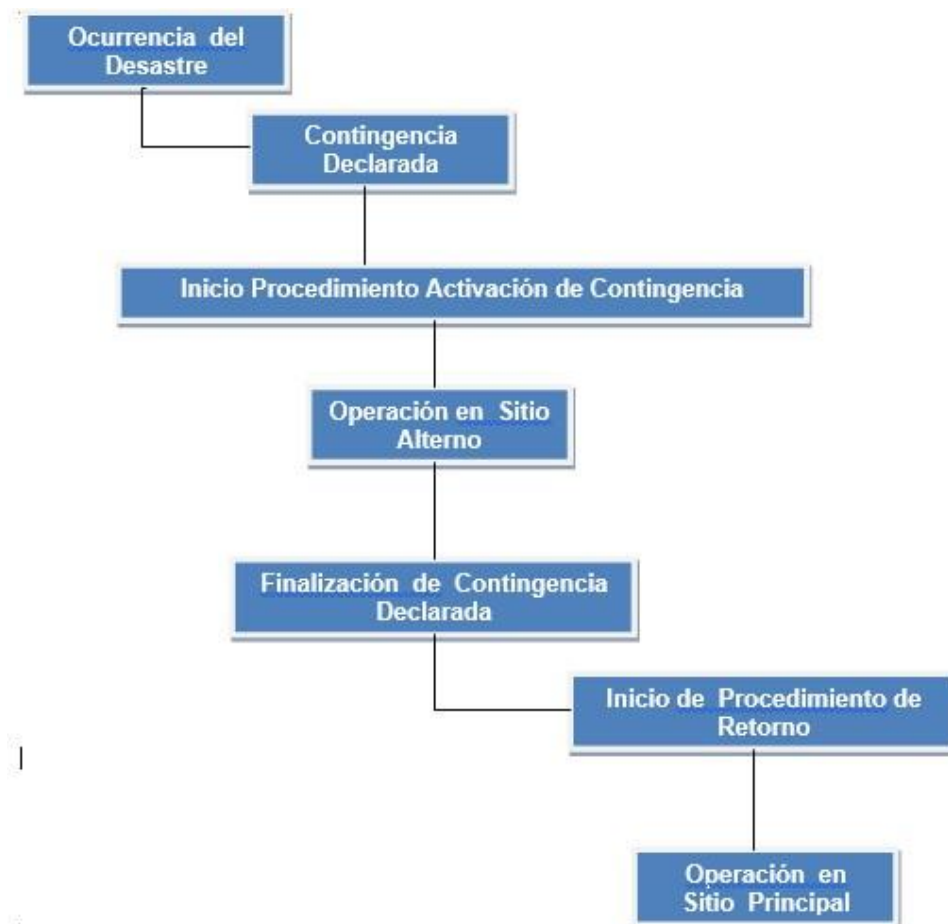 Ocurrencia del
Desastre
Contingencia
Declarada
Inicio Procedimiento Activación de Contingencia
Operación en Sitio
Alterno
Finalización de Contingencia
Declarada
Inicio de Procedimiento de
Retorno
Operación en
Sitio Principal